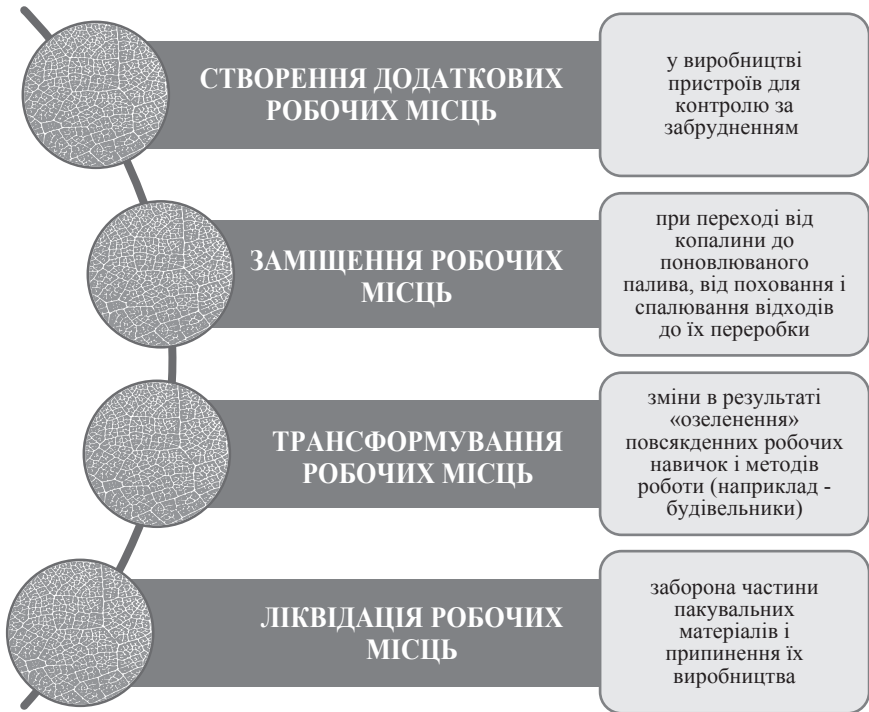 СТВОРЕННЯ ДОДАТКОВИХ
РОБОЧИХ МІСЦЬ
у виробництві
пристроїв для
контролю за
забрудненням
ЗАМІЩЕННЯ РОБОЧИХ
МІСЦЬ
при переході від
копалини до
поновлюваного
палива, від поховання і
спалювання відходів
до їх переробки
ТРАНСФОРМУВАННЯ
РОБОЧИХ МІСЦЬ
зміни в результаті
«озеленення»
повсякденних робочих
навичок і методів
роботи (наприклад -
будівельники)
ЛІКВІДАЦІЯ РОБОЧИХ
МІСЦЬ
заборона частини
пакувальних
матеріалів і
припинення їх
виробництва